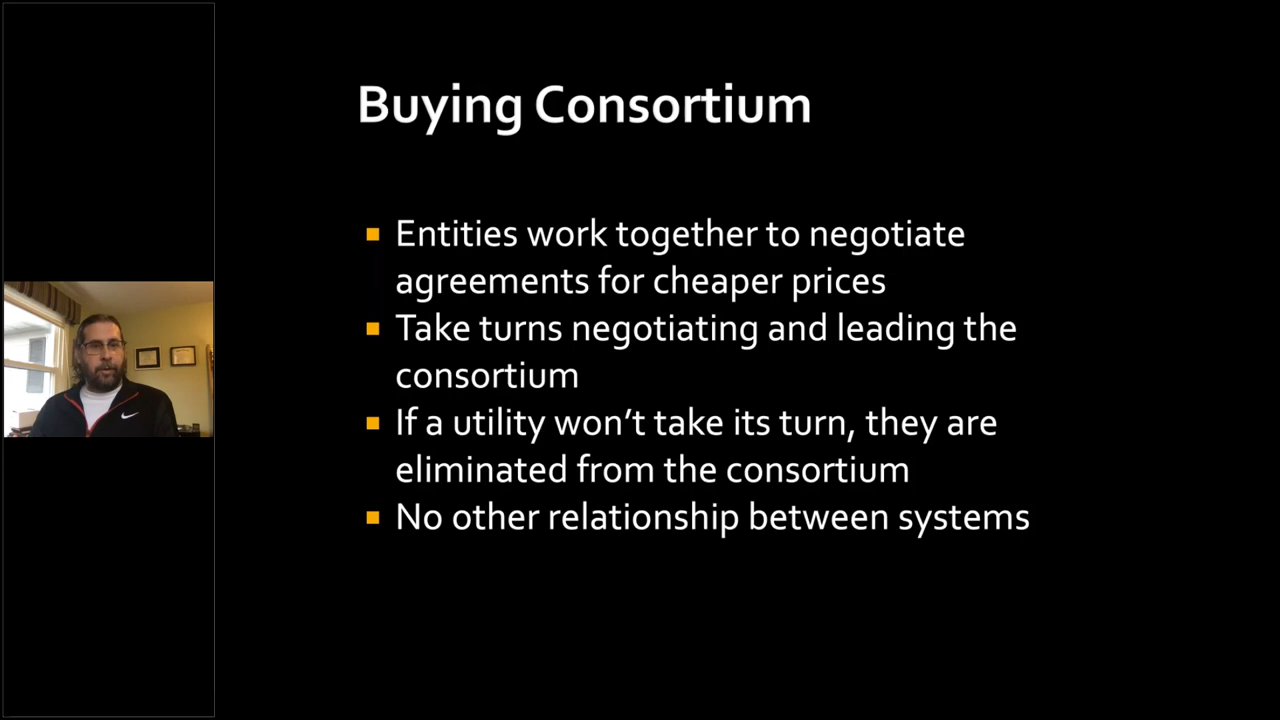 Buying Consortium
Entities work together to negotiate
agreements for cheaper prices
Take turns negotiating and leading the
consortium
If a utility won’t take its turn, they are
eliminated from the consortium
No other relationship between systems